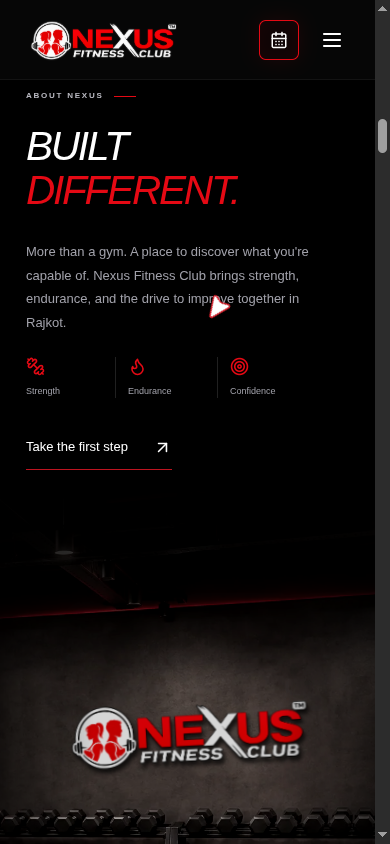 NEXUS TM
FITNESS CLUB
ABOUT NEXUS
BUILT
DIFFERENT.
More than a gym. A place to discover what you're
capable of. Nexus Fitness Club brings strength,
endurance, and the drive to improve together in
Rajkot.
Strength
Endurance
Confidence
Take the first step
NEXUS TM
FITNESS CLUB